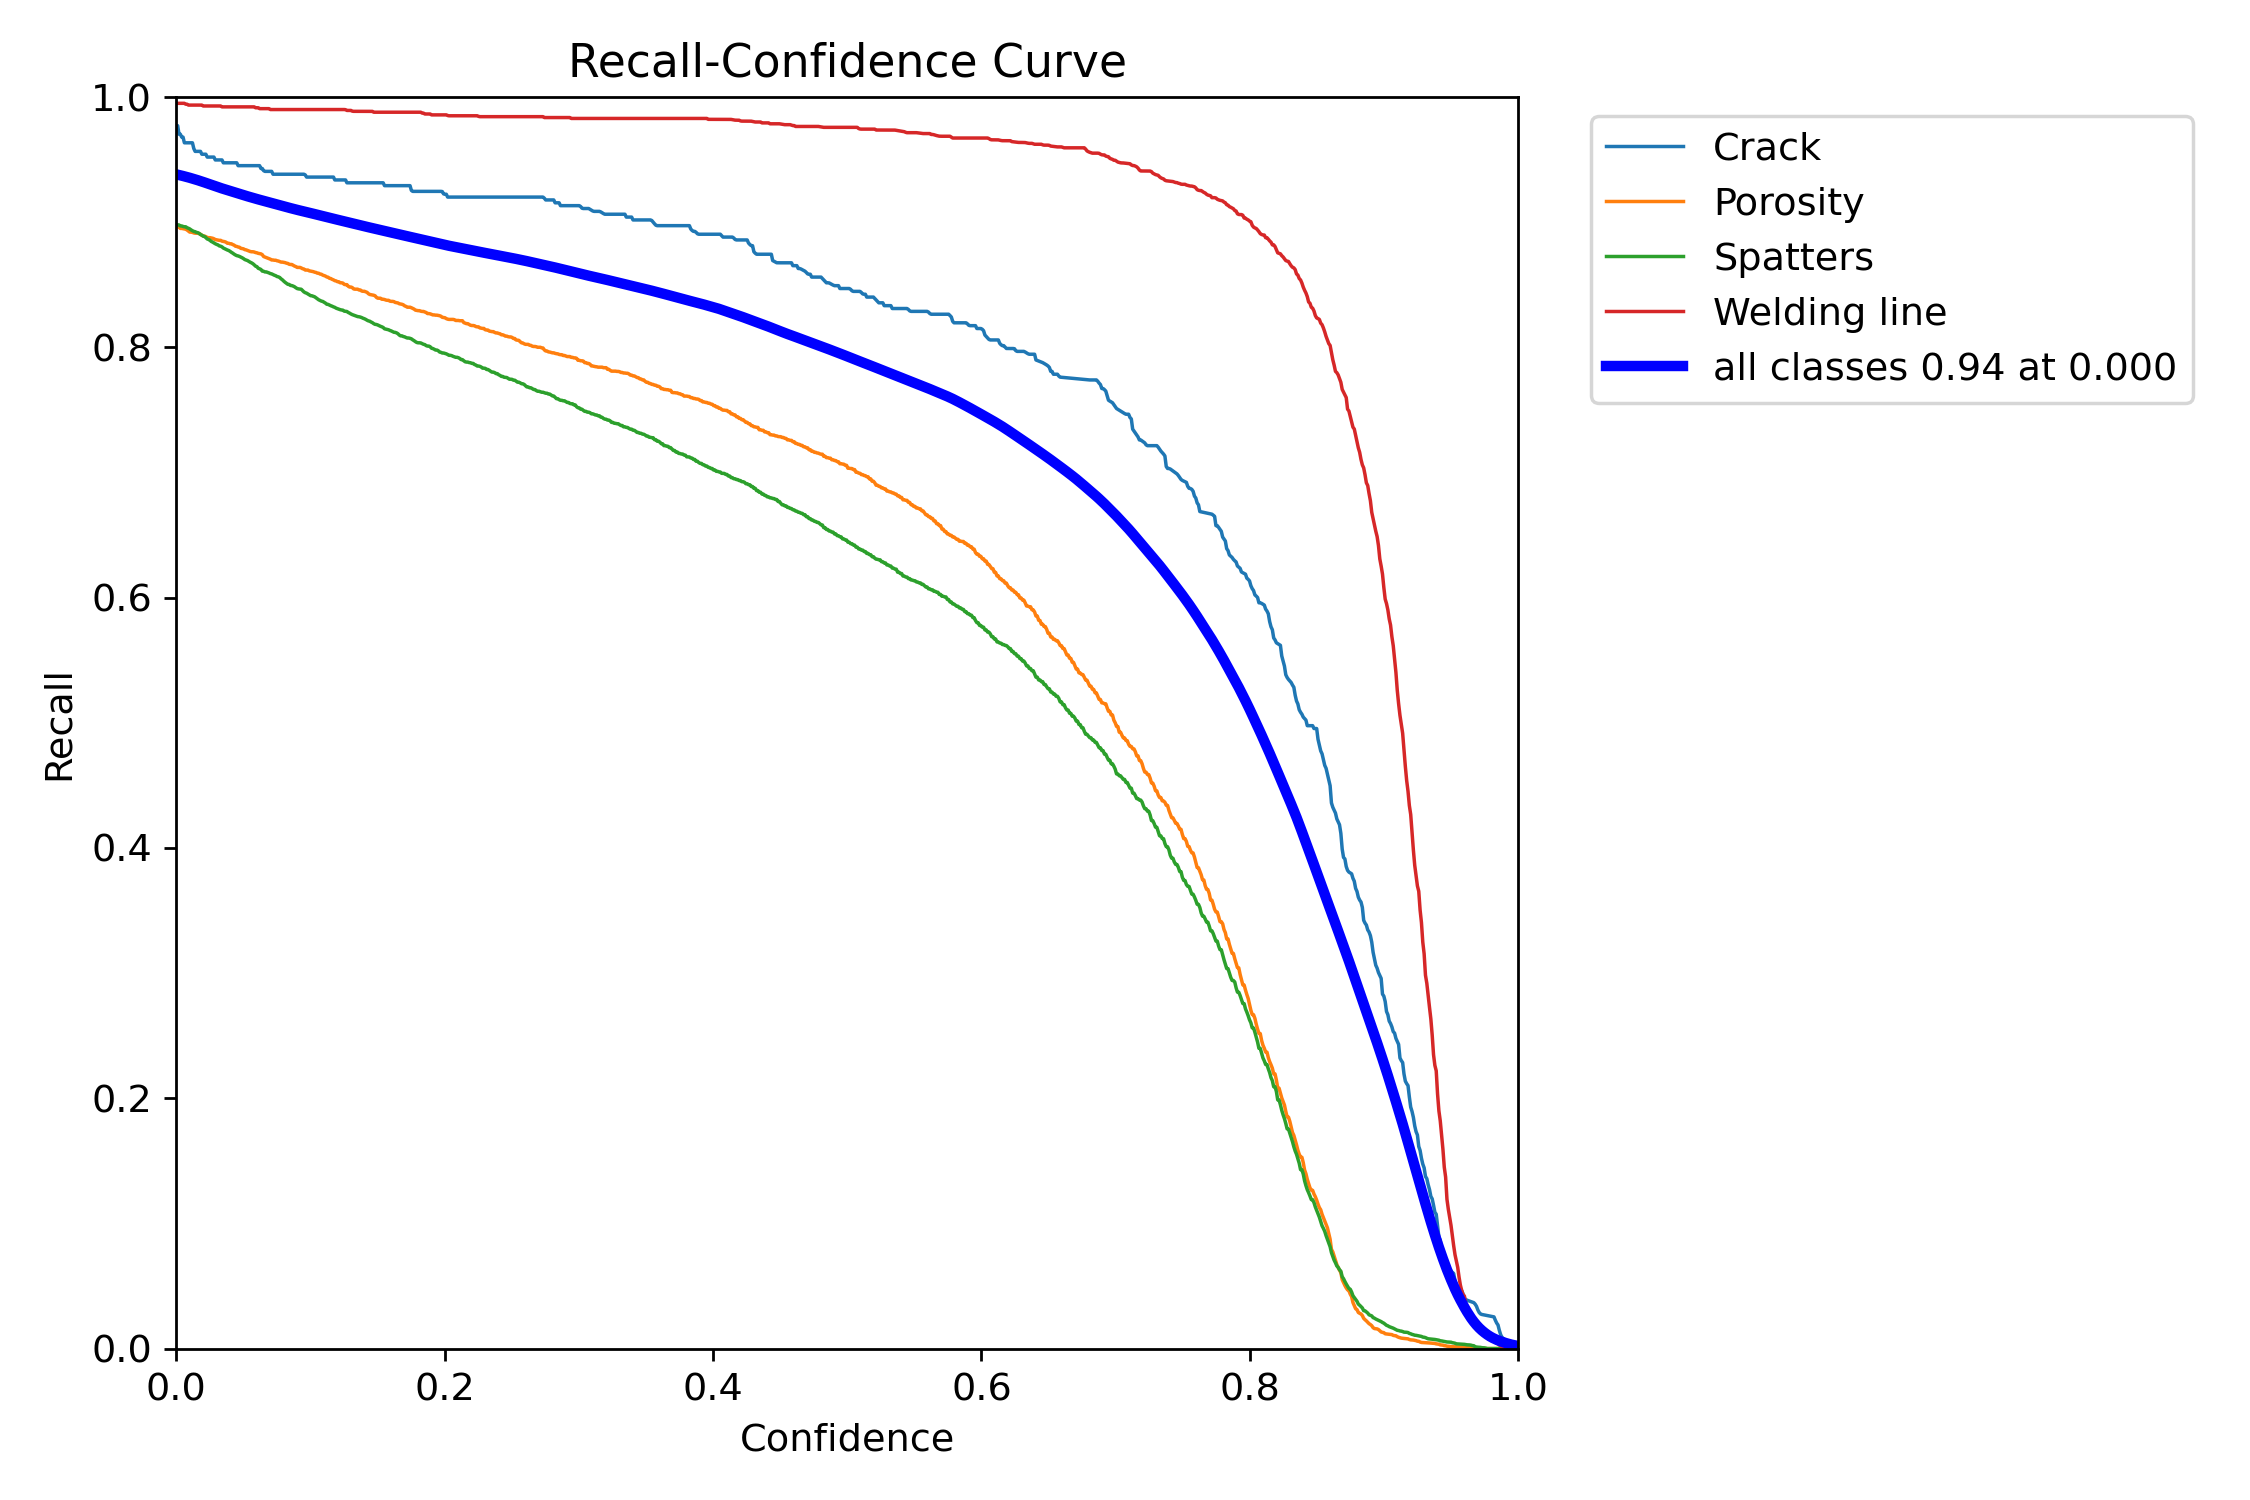 Recall-Confidence Curve
1.0
0.8
0.6
0.4
0.2
0.0
Recall
0.0 0.2 0.4 0.6 0.8 1.0
Confidence
Crack
Porosity
Spatters
Welding line
all classes 0.94 at 0.000